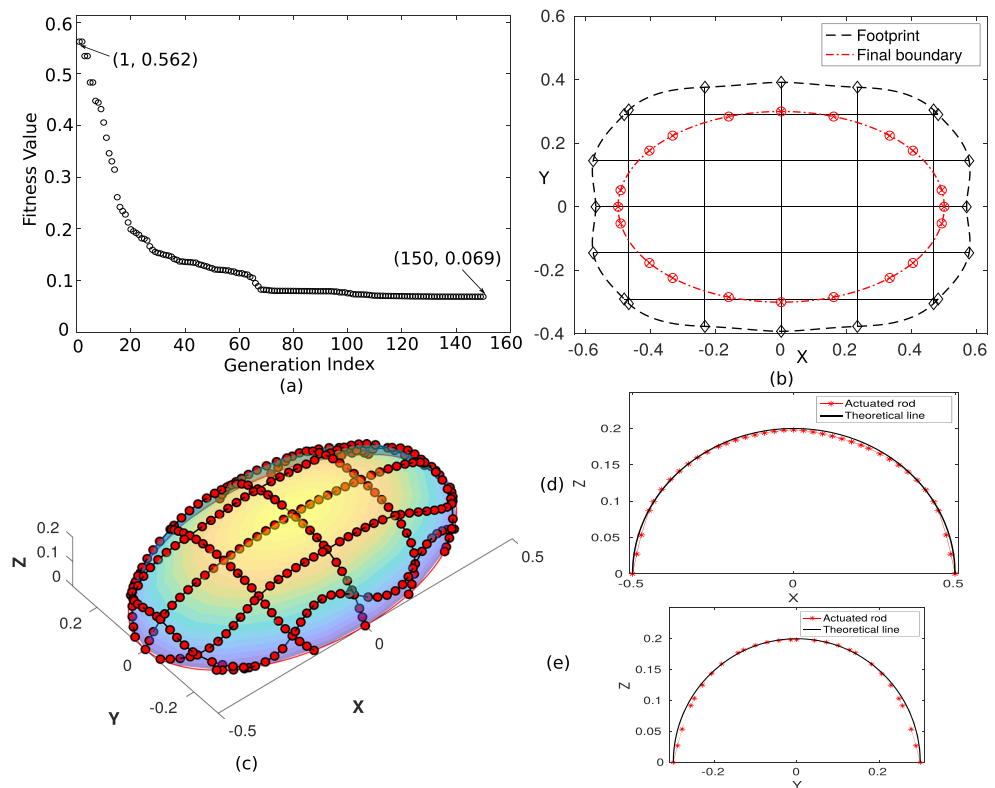 0.6
0.5
0.4
0.3
0.2
0.1
0
Fitness Value
(1, 0.562)
(150, 0.069)
0 20 40 60 80 100 120 140 160
Generation Index
(a)
0.6
0.4
0.2
0
-0.2
-0.4
Y
Footprint
Final boundary
-0.6 -0.4 -0.2 0 0.2 0.4 0.6
X
(b)
0.2
0.1
0
Z
0.2
0
-0.2
Y
-0.5
0
0.5
X
(c)
(d)
Z
0.2
0.15
0.1
0.05
0
Actuated rod
Theoretical line
-0.5 0 0.5
X
(e)
Z
0.2
0.15
0.1
0.05
0
Actuated rod
Theoretical line
-0.2 0 0.2
Y